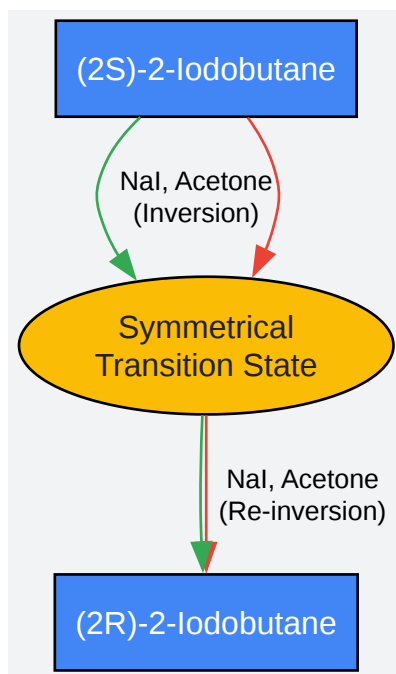 (2S)-2-Iodobutane
NaI, Acetone
(Inversion)
Symmetrical
Transition State
NaI, Acetone
(Re-inversion)
(2R)-2-Iodobutane